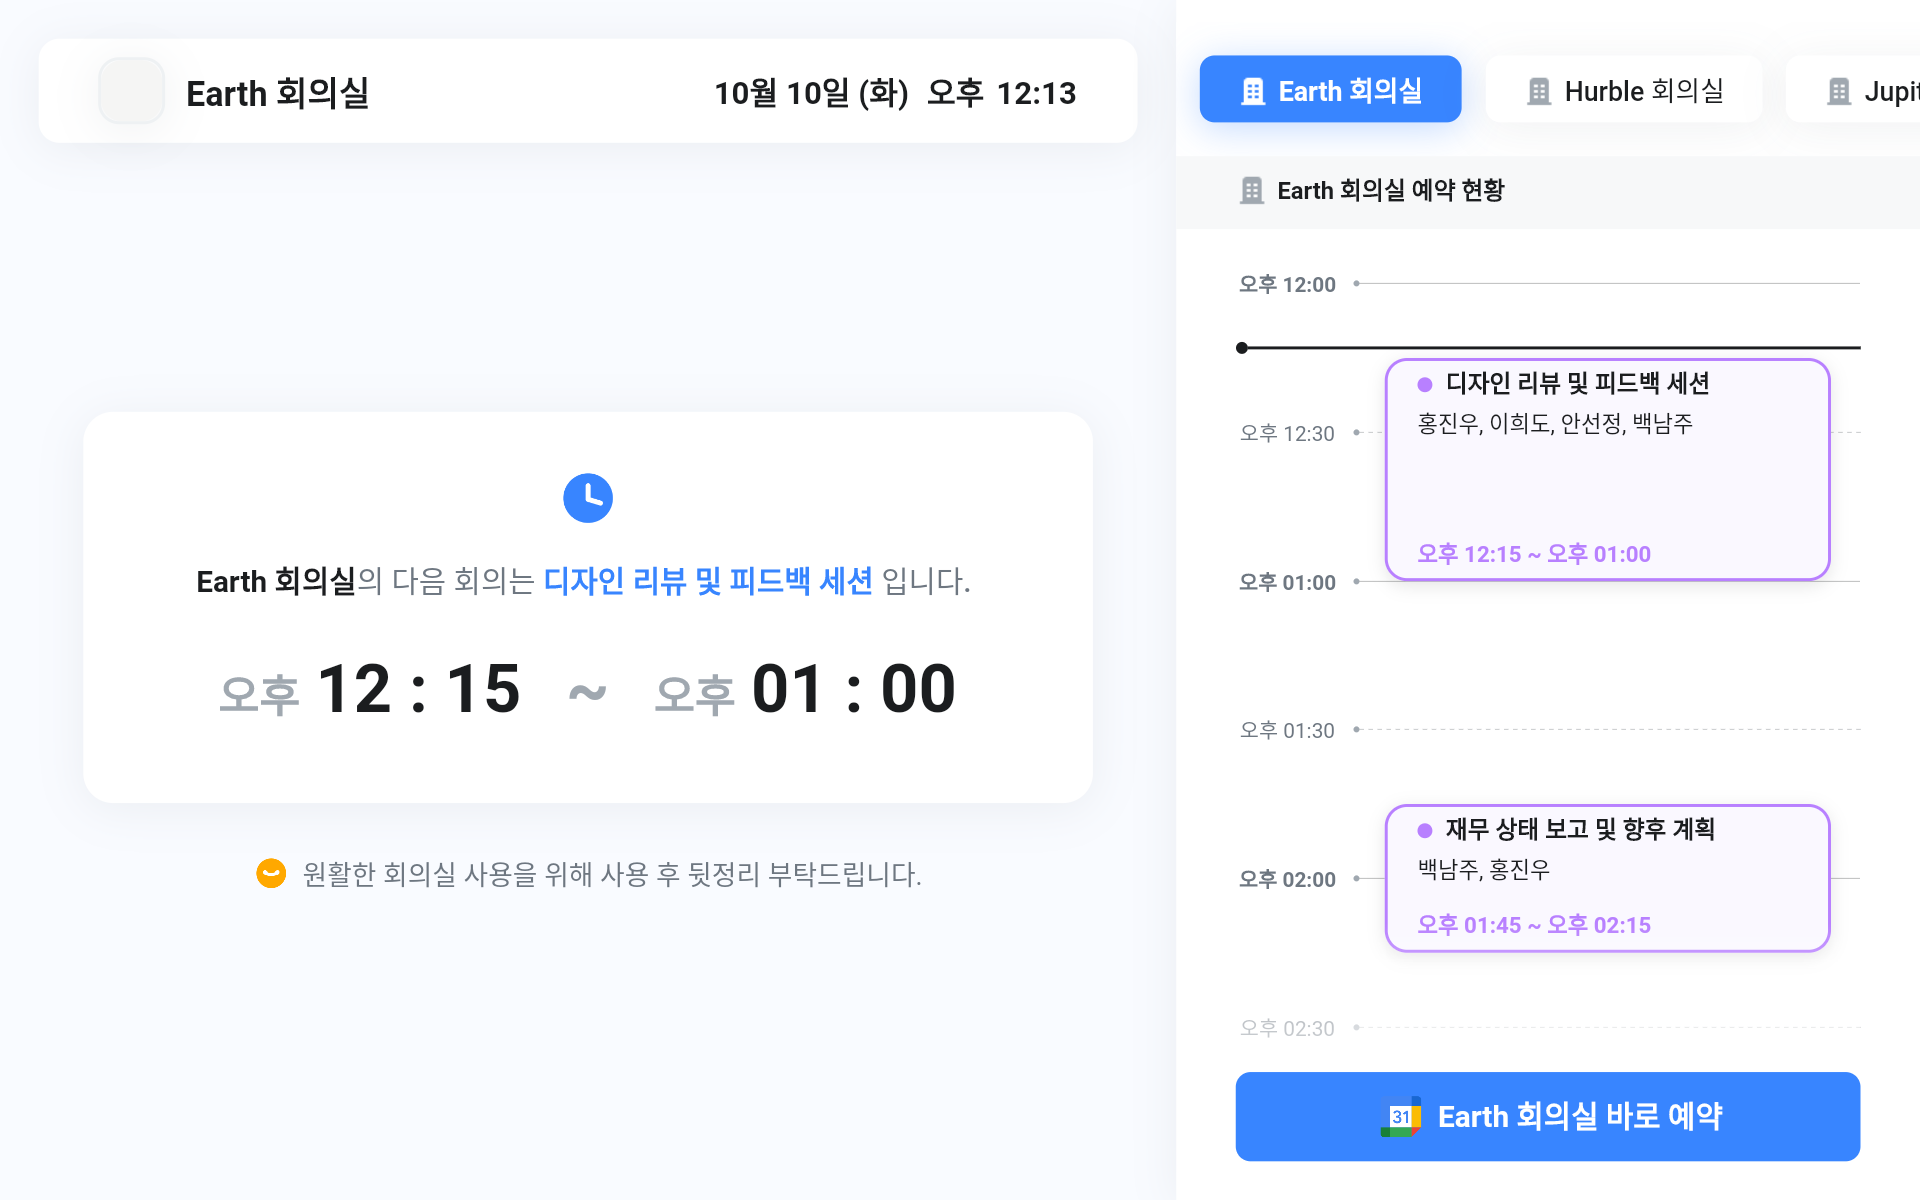 Earth 회의실
10월 10일 (화) 오후 12:13
Earth 회의실의 다음 회의는 디자인 리뷰 및 피드백 세션 입니다.
오후 12 : 15 ~ 오후 01 : 00
원활한 회의실 사용을 위해 사용 후 뒷정리 부탁드립니다.
Earth 회의실
Hurble 회의실
Jupit
Earth 회의실 예약 현황
오후 12:00
디자인 리뷰 및 피드백 세션
홍진우, 이희도, 안선정, 백남주
오후 12:30
오후 12:15 ~ 오후 01:00
오후 01:00
오후 01:30
재무 상태 보고 및 향후 계획
백남주, 홍진우
오후 02:00
오후 01:45 ~ 오후 02:15
오후 02:30
31
Earth 회의실 바로 예약